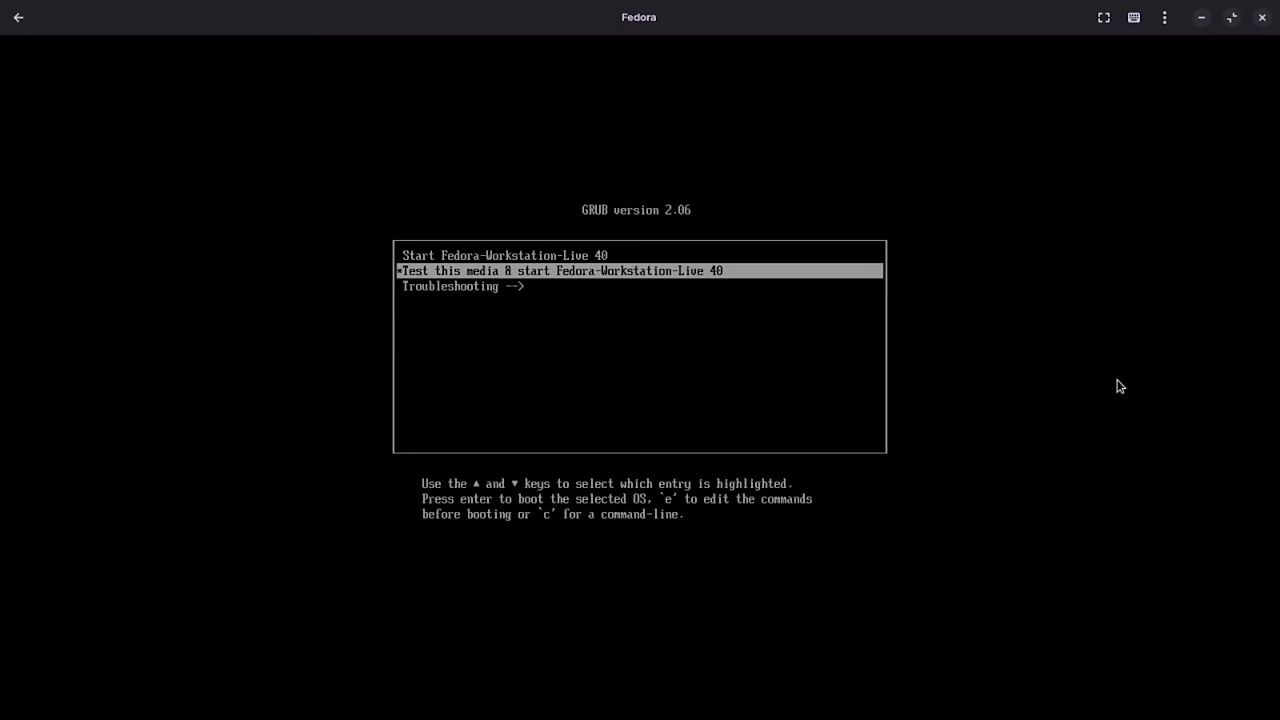 Fedora
GRUB version 2.06
Start Fedora-Workstation-Live 40
*Test this media & start Fedora-Workstation-Live 40
Troubleshooting -->
Use the ▲ and ▼ keys to select which entry is highlighted.
Press enter to boot the selected OS, `e' to edit the commands
before booting or `c' for a command-line.